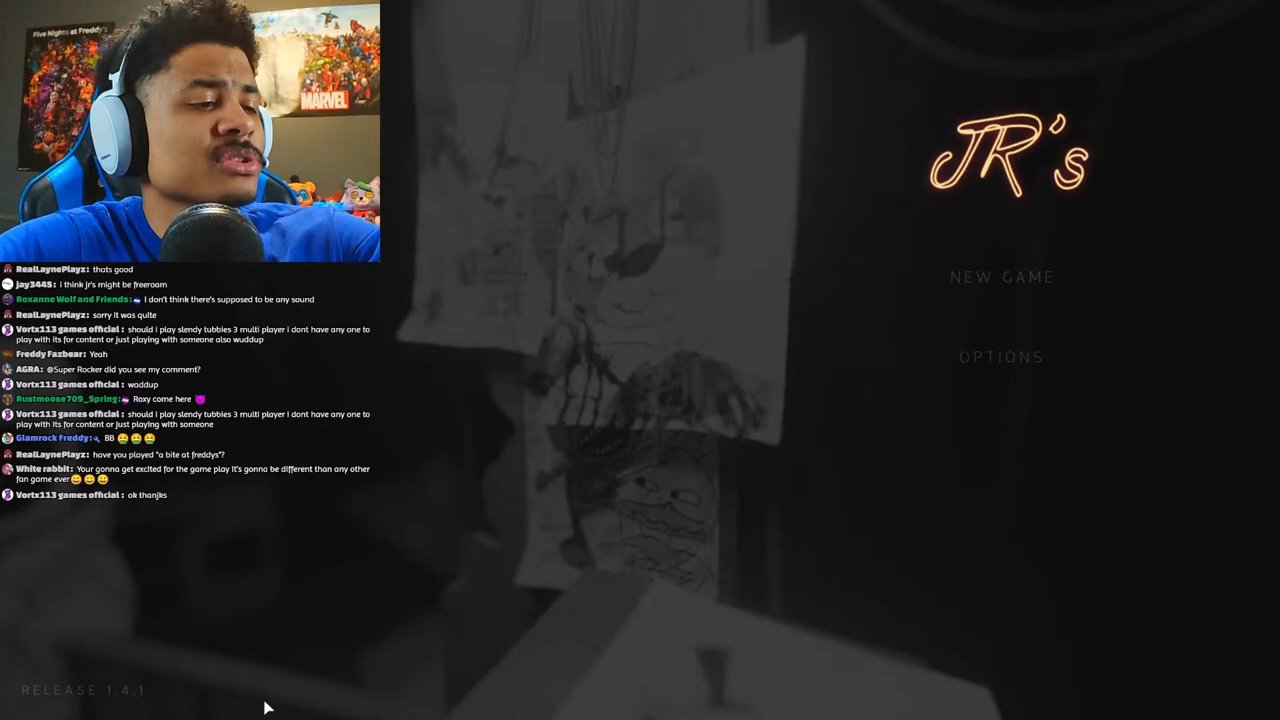 Five Nights at Freddy's
MARVEL
JR's
NEW GAME
OPTIONS
RealLaynePlayz: thats good
jay3445: i think jr's might be freeroam
Roxanne Wolf and Friends: I don't think there's supposed to be any sound
RealLaynePlayz: sorry it was quite
Vortx113 games official : should i play slendy tubbies 3 multi player i dont have any one to
play with its for content or just playing with someone also wuddup
Freddy Fazbear: Yeah
AGRA: @Super Rocker did you see my comment?
Vortx113 games official : waddup
Rustmoose709_Spring: Roxy come here 😈
Vortx113 games official : should i play slendy tubbies 3 multi player i dont have any one to
play with its for content or just playing with someone
Glamrock Freddy: BB 🤮 🤮 🤮
RealLaynePlayz: have you played "a bite at freddys"?
White rabbit: Your gonna get excited for the game play it's gonna be different than any other
fan game ever😀 😀 😀
Vortx113 games official : ok thanjks
RELEASE 1.4.1